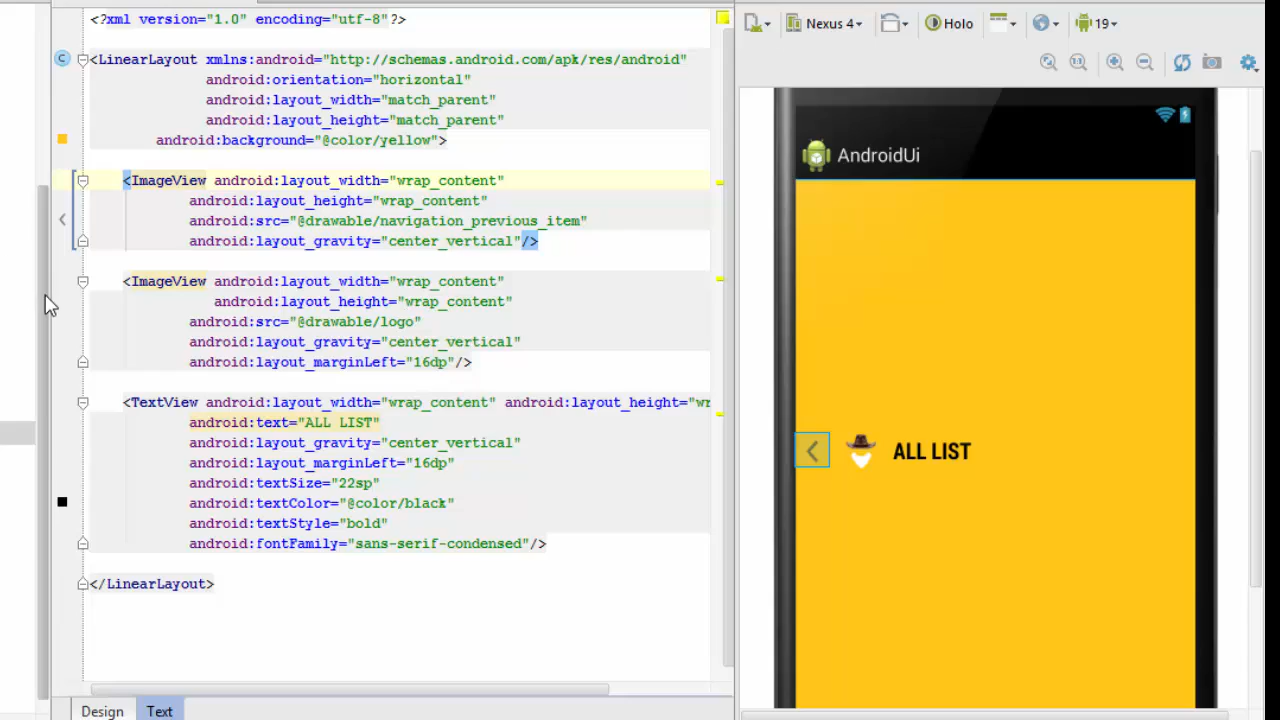 <?xml version="1.0" encoding="utf-8"?>
<LinearLayout xmlns:android="http://schemas.android.com/apk/res/android"
android:orientation="horizontal"
android:layout_width="match_parent"
android:layout_height="match_parent"
android:background="@color/yellow">
<ImageView android:layout_width="wrap_content"
android:layout_height="wrap_content"
android:src="@drawable/navigation_previous_item"
android:layout_gravity="center_vertical"/>
<ImageView android:layout_width="wrap_content"
android:layout_height="wrap_content"
android:src="@drawable/logo"
android:layout_gravity="center_vertical"
android:layout_marginLeft="16dp"/>
<TextView android:layout_width="wrap_content" android:layout_height="wr
android:text="ALL LIST"
android:layout_gravity="center_vertical"
android:layout_marginLeft="16dp"
android:textSize="22sp"
android:textColor="@color/black"
android:textStyle="bold"
android:fontFamily="sans-serif-condensed"/>
</LinearLayout>
Design Text
C
Nexus 4 Holo 19
1:1
AndroidUi
ALL LIST